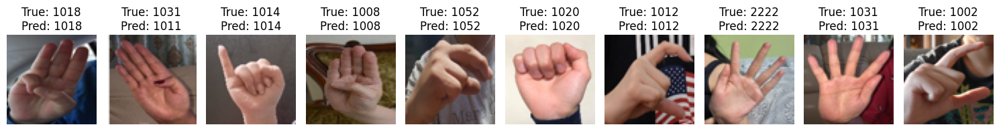 True: 1018
Pred: 1018
True: 1031
Pred: 1011
True: 1014
Pred: 1014
True: 1008
Pred: 1008
True: 1052
Pred: 1052
True: 1020
Pred: 1020
True: 1012
Pred: 1012
True: 2222
Pred: 2222
True: 1031
Pred: 1031
True: 1002
Pred: 1002